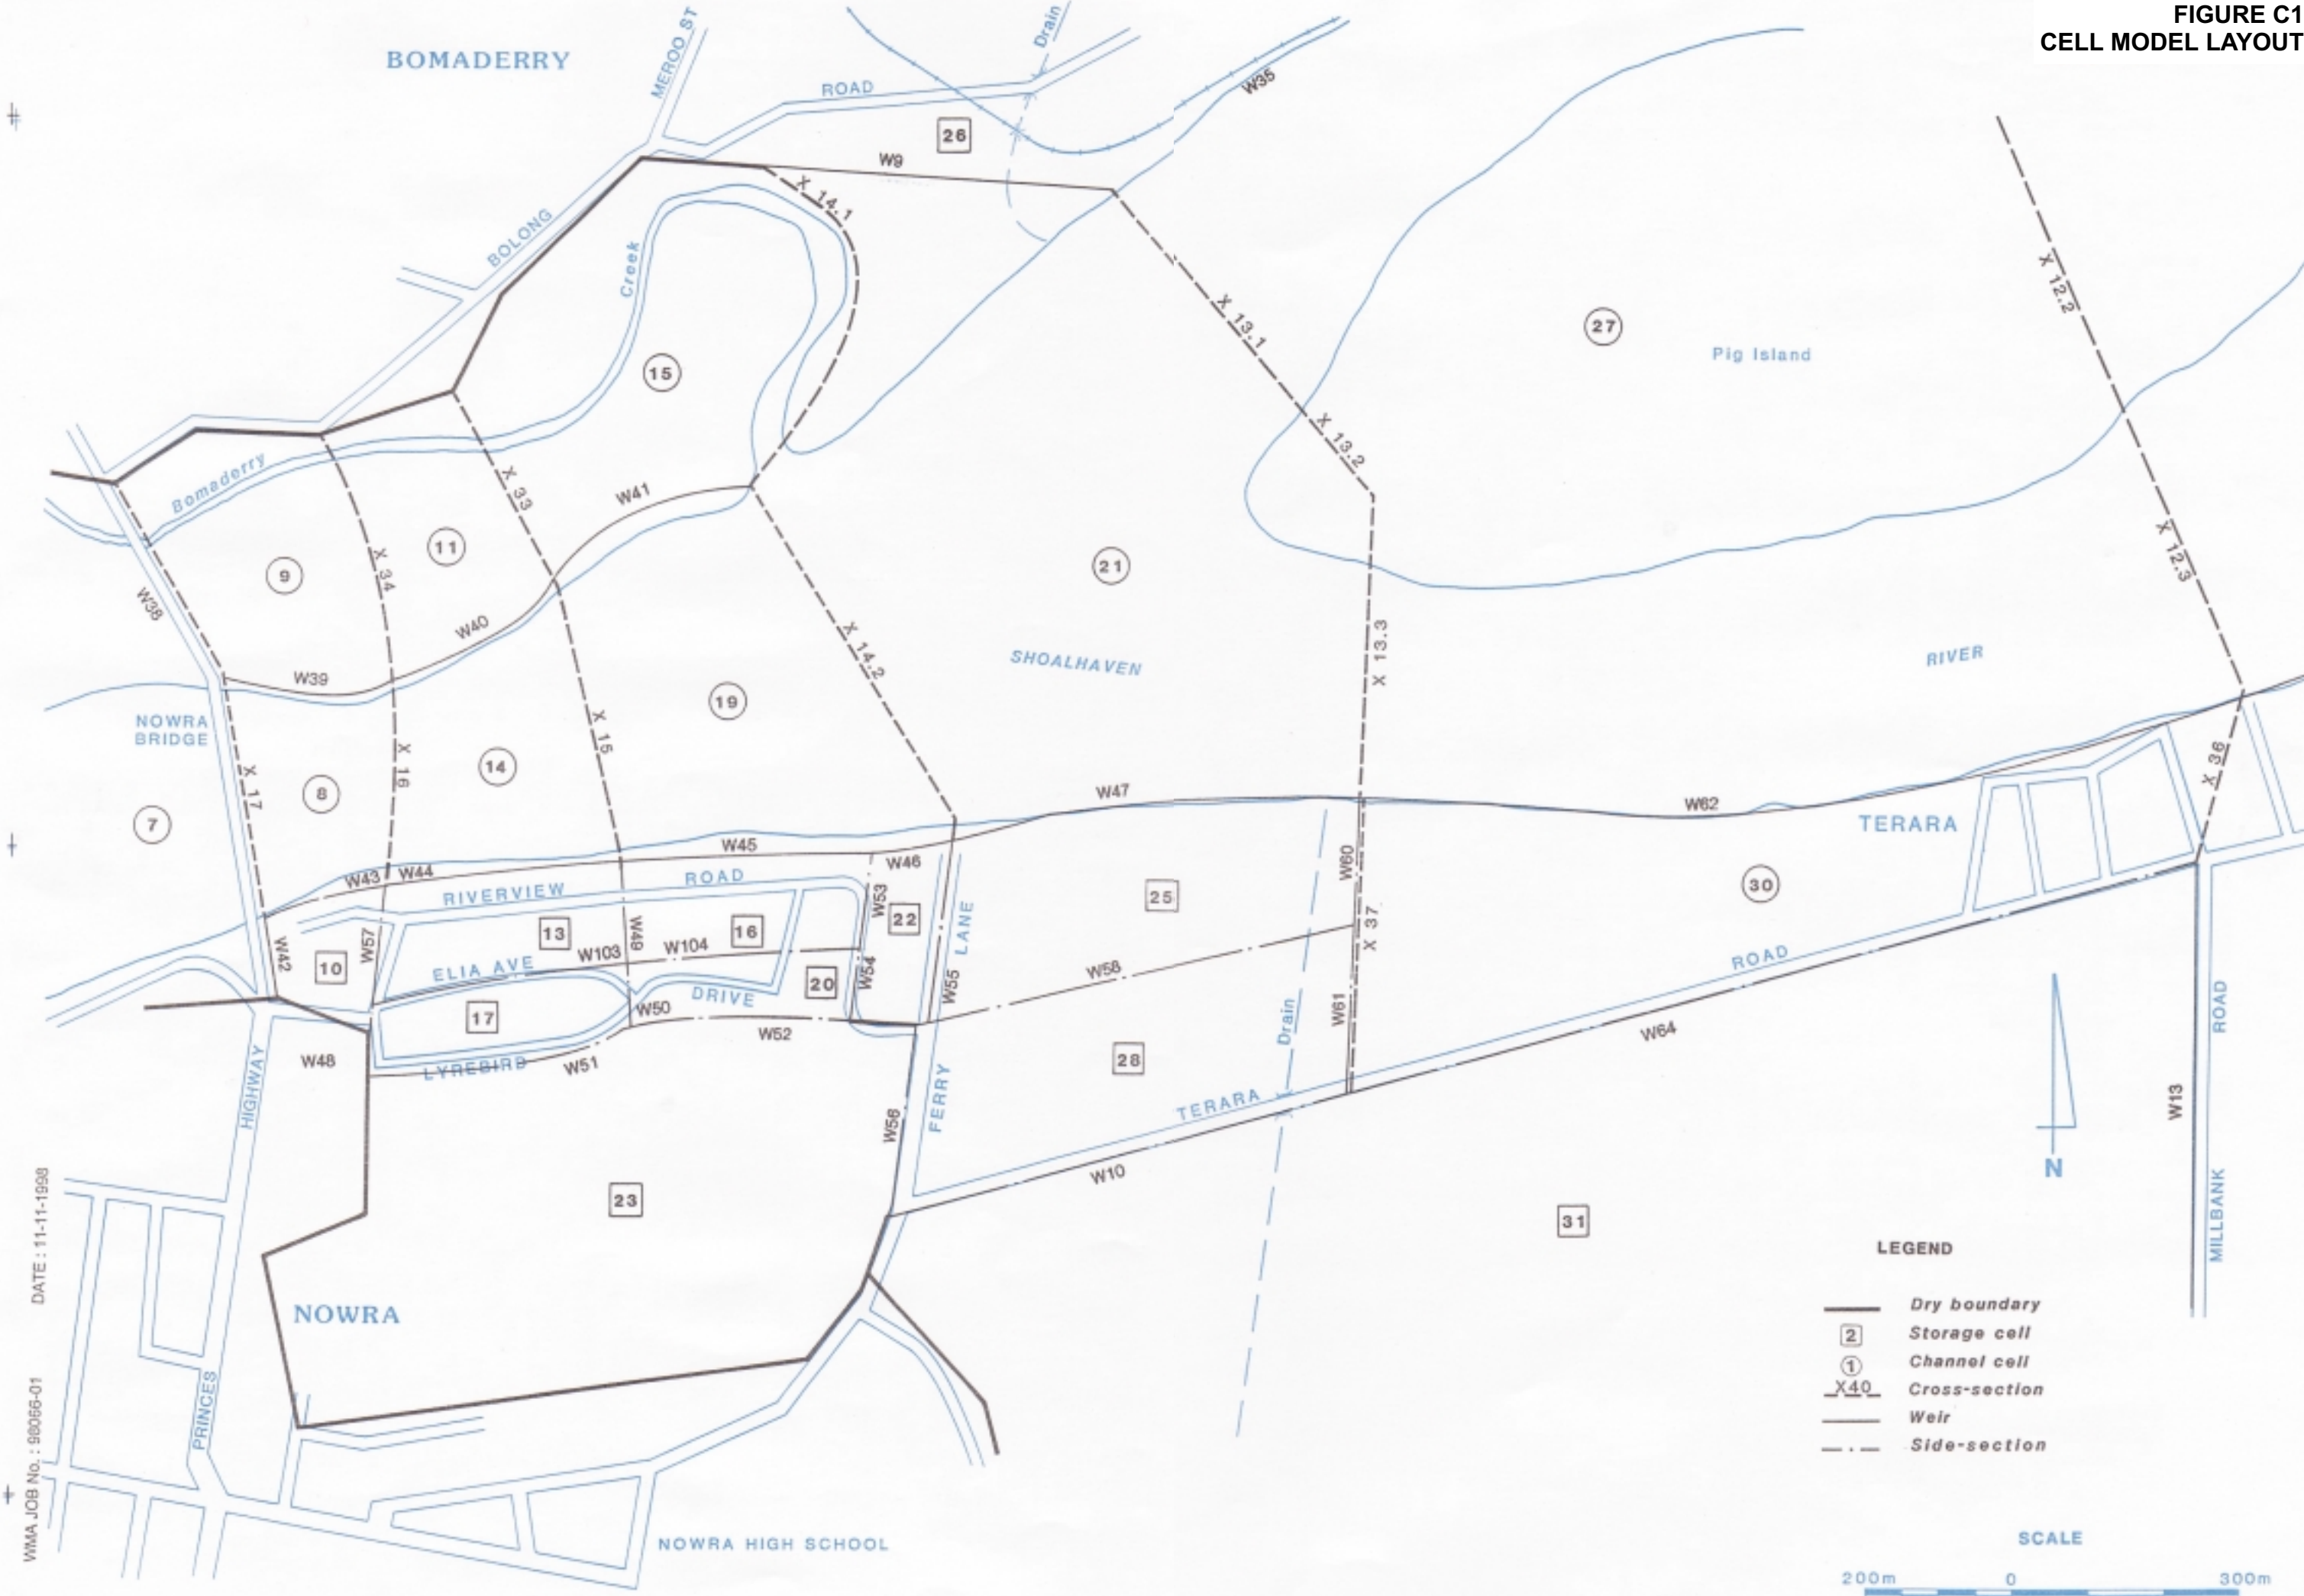 FIGURE C1
CELL MODEL LAYOUT
BOMADERRY
MEROO ST
Drain
ROAD
W35
26
W9
X 14.1
BOLONG
Creek
X 12.2
X 13.1
27
Pig Island
15
X 13.2
Bomaderry
X 33
W41
11
X 34
9
21
X 12.3
W38
W40
X 14.2
X 13.3
SHOALHAVEN
RIVER
W39
19
NOWRA
BRIDGE
X 15
X 16
14
X 17
8
7
W47
W62
X 36
TERARA
W45
W46
W43
W44
RIVERVIEW
ROAD
W53
W60
25
30
22
LANE
W49
13
16
W57
W42
W103
W104
X 37
ELIA AVE
10
W54
20
W55
W58
ROAD
DRIVE
W50
17
W61
Drain
W52
W64
ROAD
W48
LYREBIRD
W51
28
HIGHWAY
FERRY
W56
TERARA
W13
N
W10
23
31
MILLBANK
NOWRA
PRINCES
LEGEND
Dry boundary
2 Storage cell
1 Channel cell
X40 Cross-section
Weir
Side-section
NOWRA HIGH SCHOOL
SCALE
200m 0 300m
WMA JOB No. : 98066-01 DATE : 11-11-1998